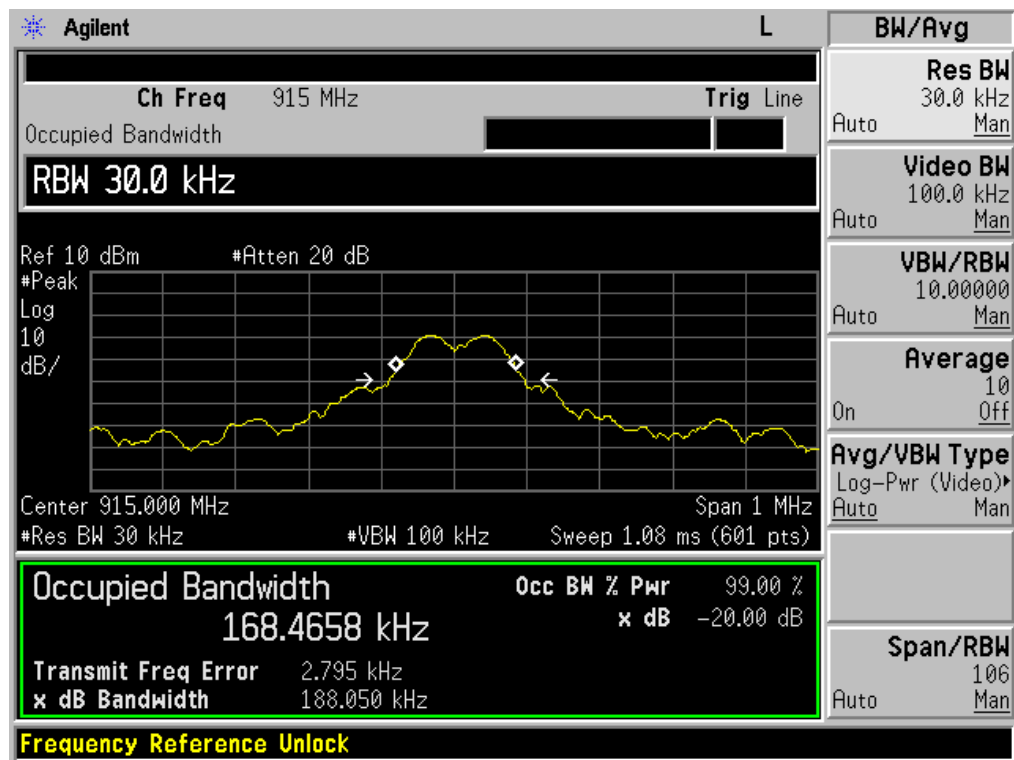 Agilent
L
BW/Avg
Ch Freq 915 MHz
Trig Line
Occupied Bandwidth
RBW 30.0 kHz
Ref 10 dBm
#Atten 20 dB
#Peak
Log
10
dB/
Center 915.000 MHz
Span 1 MHz
#Res BW 30 kHz
#VBW 100 kHz
Sweep 1.08 ms (601 pts)
Occupied Bandwidth
168.4658 kHz
Occ BW % Pwr 99.00 %
x dB -20.00 dB
Transmit Freq Error 2.795 kHz
x dB Bandwidth 188.050 kHz
Res BW
30.0 kHz
Auto Man
Video BW
100.0 kHz
Auto Man
VBW/RBW
10.00000
Auto Man
Average
10
On Off
Avg/VBW Type
Log-Pwr (Video)
Auto Man
Span/RBW
106
Auto Man
Frequency Reference Unlock